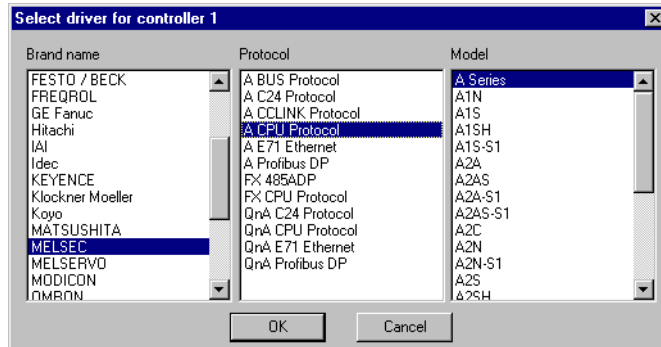 Select driver for controller 1
Brand name
Protocol
Model
FESTO / BECK
FREQROL
GE Fanuc
Hitachi
IAI
Idec
KEYENCE
Klockner Moeller
Koyo
MATSUSHITA
MELSEC
MELSERVO
MODICON
OMRON
A BUS Protocol
A C24 Protocol
A CCLINK Protocol
A CPU Protocol
A E71 Ethernet
A Profibus DP
FX 485ADP
FX CPU Protocol
QnA C24 Protocol
QnA CPU Protocol
QnA E71 Ethernet
QnA Profibus DP
A Series
A1N
A1S
A1SH
A1S-S1
A2A
A2AS
A2A-S1
A2AS-S1
A2C
A2N
A2N-S1
A2S
A2SH
OK
Cancel